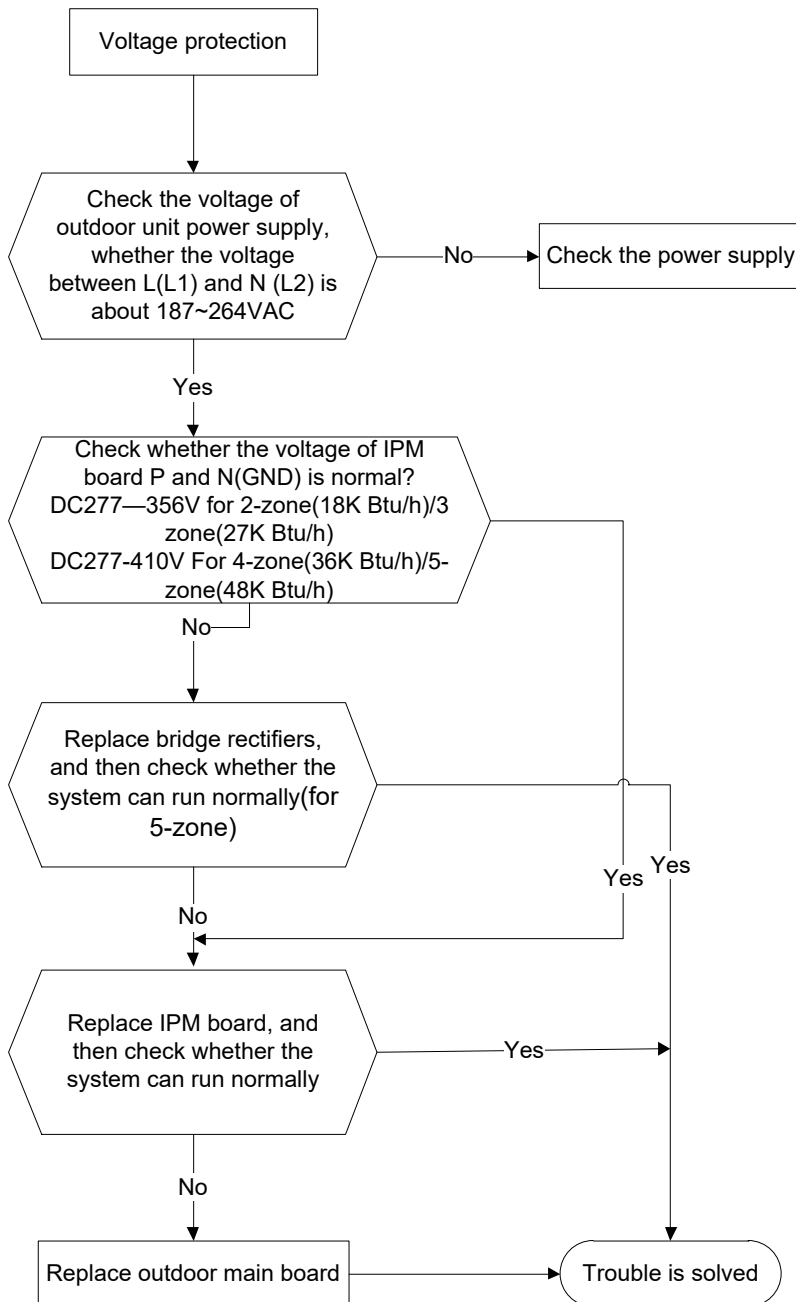 Voltage protection
Check the voltage of
outdoor unit power supply,
whether the voltage
between L(L1) and N (L2) is
about 187~264VAC
No
Check the power supply
Yes
Check whether the voltage of IPM
board P and N(GND) is normal?
DC277—356V for 2-zone(18K Btu/h)/3
zone(27K Btu/h)
DC277-410V For 4-zone(36K Btu/h)/5-
zone(48K Btu/h)
No
Replace bridge rectifiers,
and then check whether the
system can run normally(for
5-zone)
Yes
Yes
No
Replace IPM board, and
then check whether the
system can run normally
Yes
No
Replace outdoor main board
Trouble is solved